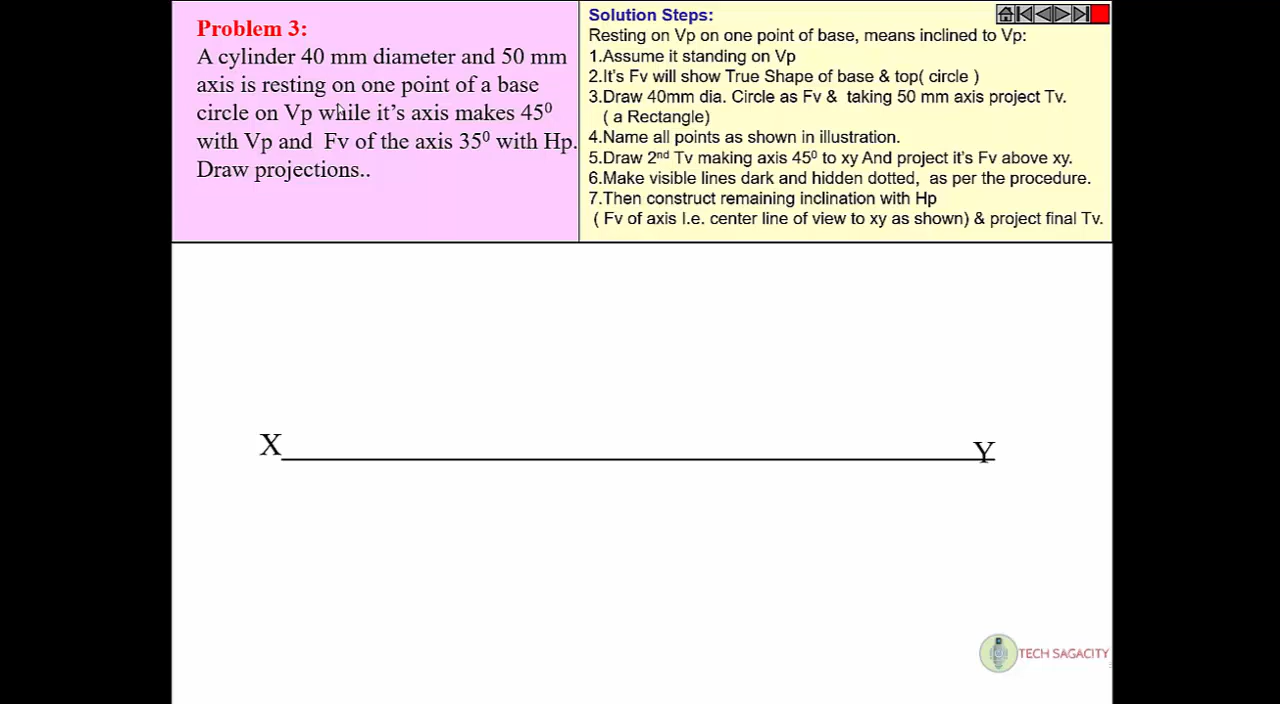 Problem 3:
A cylinder 40 mm diameter and 50 mm
axis is resting on one point of a base
circle on Vp while it's axis makes 45⁰
with Vp and Fv of the axis 35⁰ with Hp.
Draw projections..
Solution Steps:
Resting on Vp on one point of base, means inclined to Vp:
1.Assume it standing on Vp
2.It's Fv will show True Shape of base & top( circle )
3.Draw 40mm dia. Circle as Fv & taking 50 mm axis project Tv.
( a Rectangle)
4.Name all points as shown in illustration.
5.Draw 2nd Tv making axis 45⁰ to xy And project it's Fv above xy.
6.Make visible lines dark and hidden dotted, as per the procedure.
7.Then construct remaining inclination with Hp
( Fv of axis I.e. center line of view to xy as shown) & project final Tv.
X
Y
TECH SAGACITY